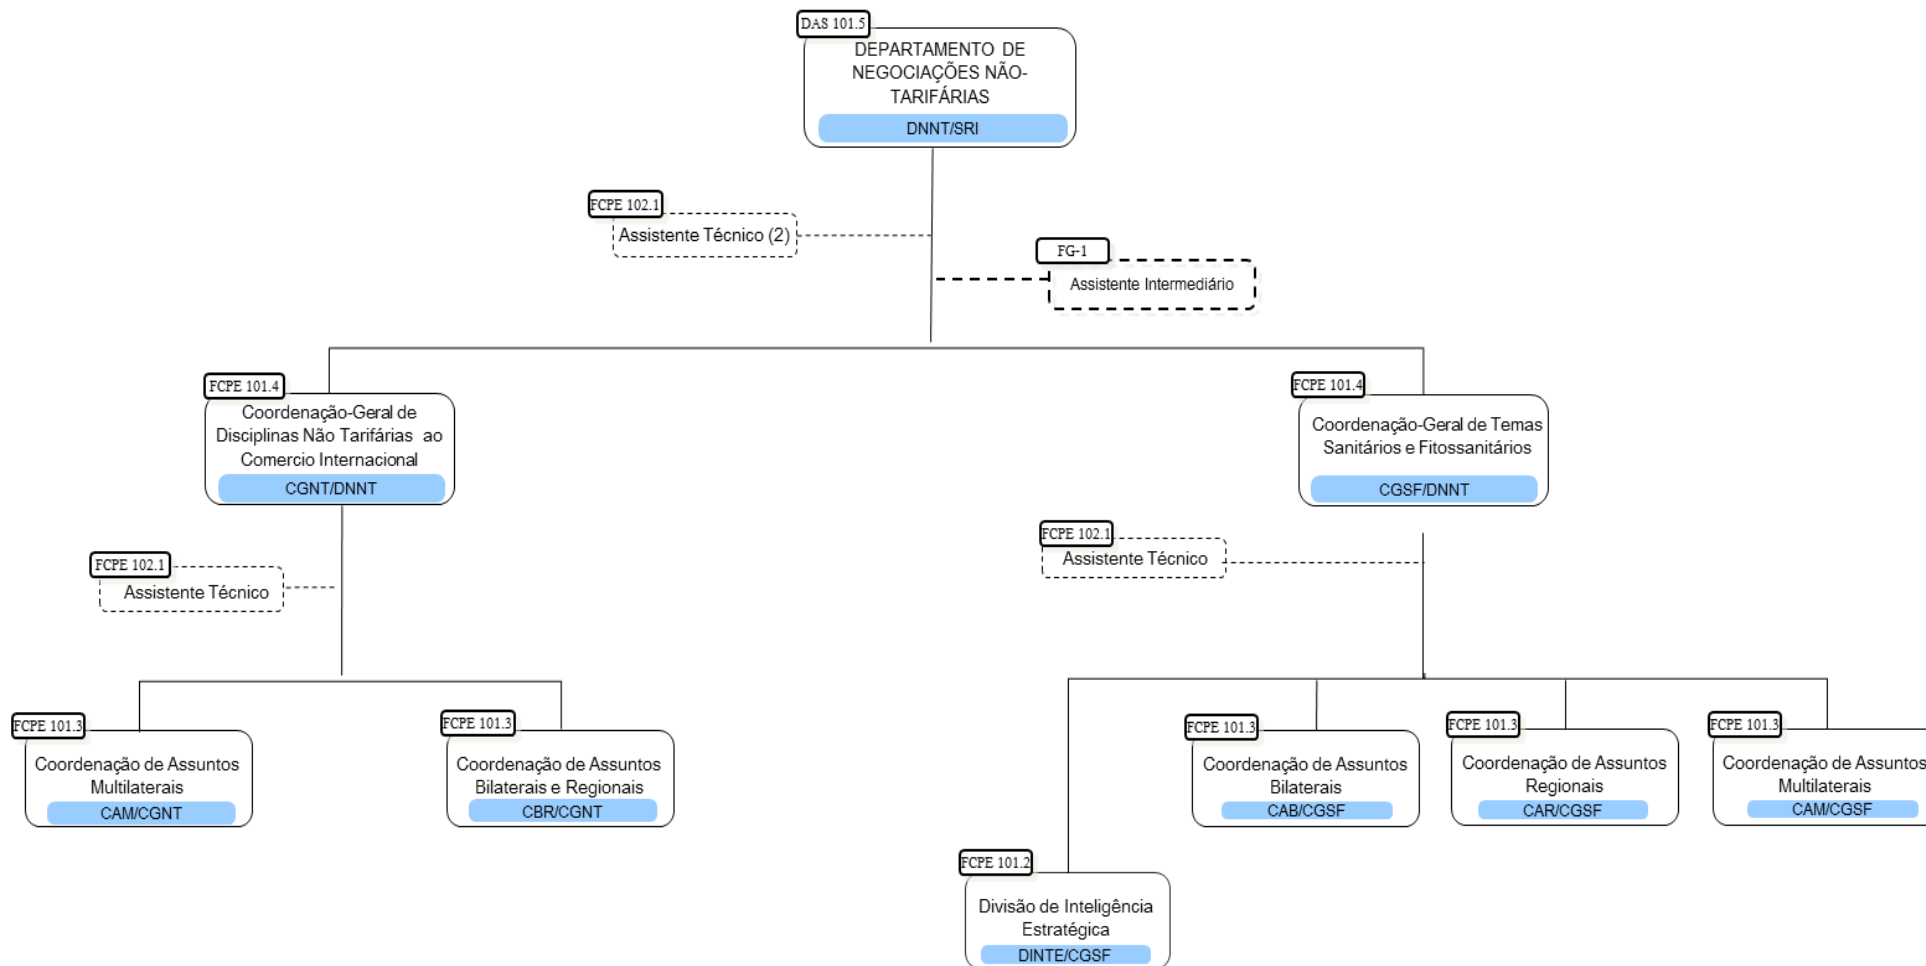 DAS 101.5
DEPARTAMENTO DE
NEGOCIAÇÕES NÃO-
TARIFÁRIAS
DNNT/SRI
FCPE 102.1
Assistente Técnico (2)
FG-1
Assistente Intermediário
FCPE 101.4
Coordenação-Geral de
Disciplinas Não Tarifárias ao
Comercio Internacional
CGNT/DNNT
FCPE 101.4
Coordenação-Geral de Temas
Sanitários e Fitossanitários
CGSF/DNNT
FCPE 102.1
Assistente Técnico
FCPE 102.1
Assistente Técnico
FCPE 101.3
Coordenação de Assuntos
Multilaterais
CAM/CGNT
FCPE 101.3
Coordenação de Assuntos
Bilaterais e Regionais
CBR/CGNT
FCPE 101.3
Coordenação de Assuntos
Bilaterais
CAB/CGSF
FCPE 101.3
Coordenação de Assuntos
Regionais
CAR/CGSF
FCPE 101.3
Coordenação de Assuntos
Multilaterais
CAM/CGSF
FCPE 101.2
Divisão de Inteligência
Estratégica
DINTE/CGSF